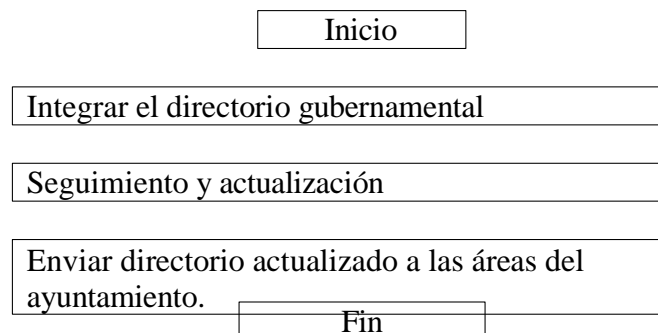 Inicio
Integrar el directorio gubernamental
Seguimiento y actualización
Enviar directorio actualizado a las áreas del
ayuntamiento.
Fin